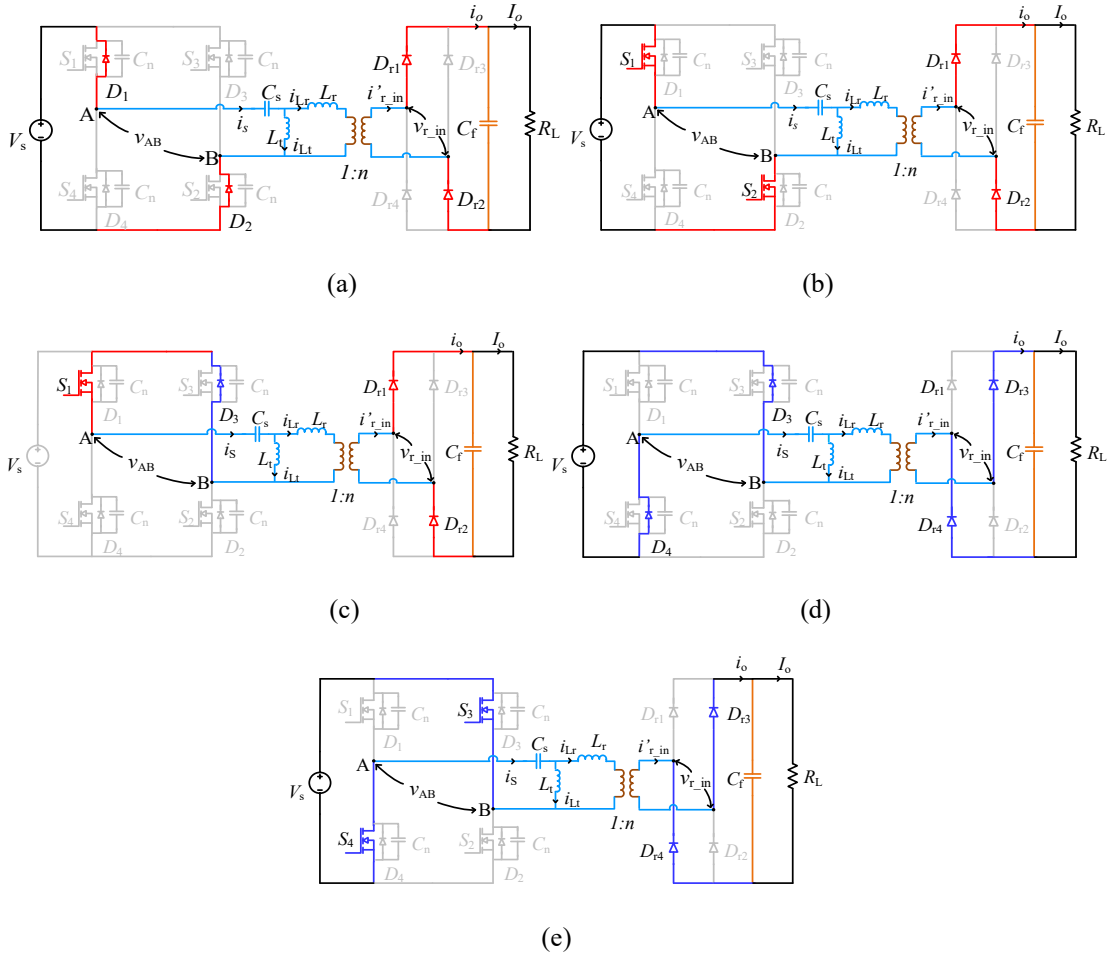 S1 Cn S3 Cn io Io
D1 D3 Dr1 Dr3
A Cs iLr Lr i'r_in
Vs vAB is Lt iLt vr_in Cf RL
B
S4 Cn S2 Cn 1:n Dr4 Dr2
D4 D2
(a)
S1 Cn S3 Cn io Io
D1 D3 Dr1 Dr3
A Cs iLr Lr i'r_in
Vs vAB is Lt iLt vr_in Cf RL
B
S4 Cn S2 Cn 1:n Dr4 Dr2
D4 D2
(b)
S1 Cn S3 Cn io Io
D1 D3 Dr1 Dr3
A Cs iLr Lr i'r_in
Vs vAB iS Lt iLt vr_in Cf RL
B
S4 Cn S2 Cn 1:n Dr4 Dr2
D4 D2
(c)
S1 Cn S3 Cn io Io
D1 D3 Dr1 Dr3
A Cs iLr Lr i'r_in
Vs vAB iS Lt iLt vr_in Cf RL
B
S4 Cn S2 Cn 1:n Dr4 Dr2
D4 D2
(d)
S1 Cn S3 Cn io Io
D1 D3 Dr1 Dr3
A Cs iLr Lr i'r_in
Vs vAB iS Lt iLt vr_in Cf RL
B
S4 Cn S2 Cn 1:n Dr4 Dr2
D4 D2
(e)